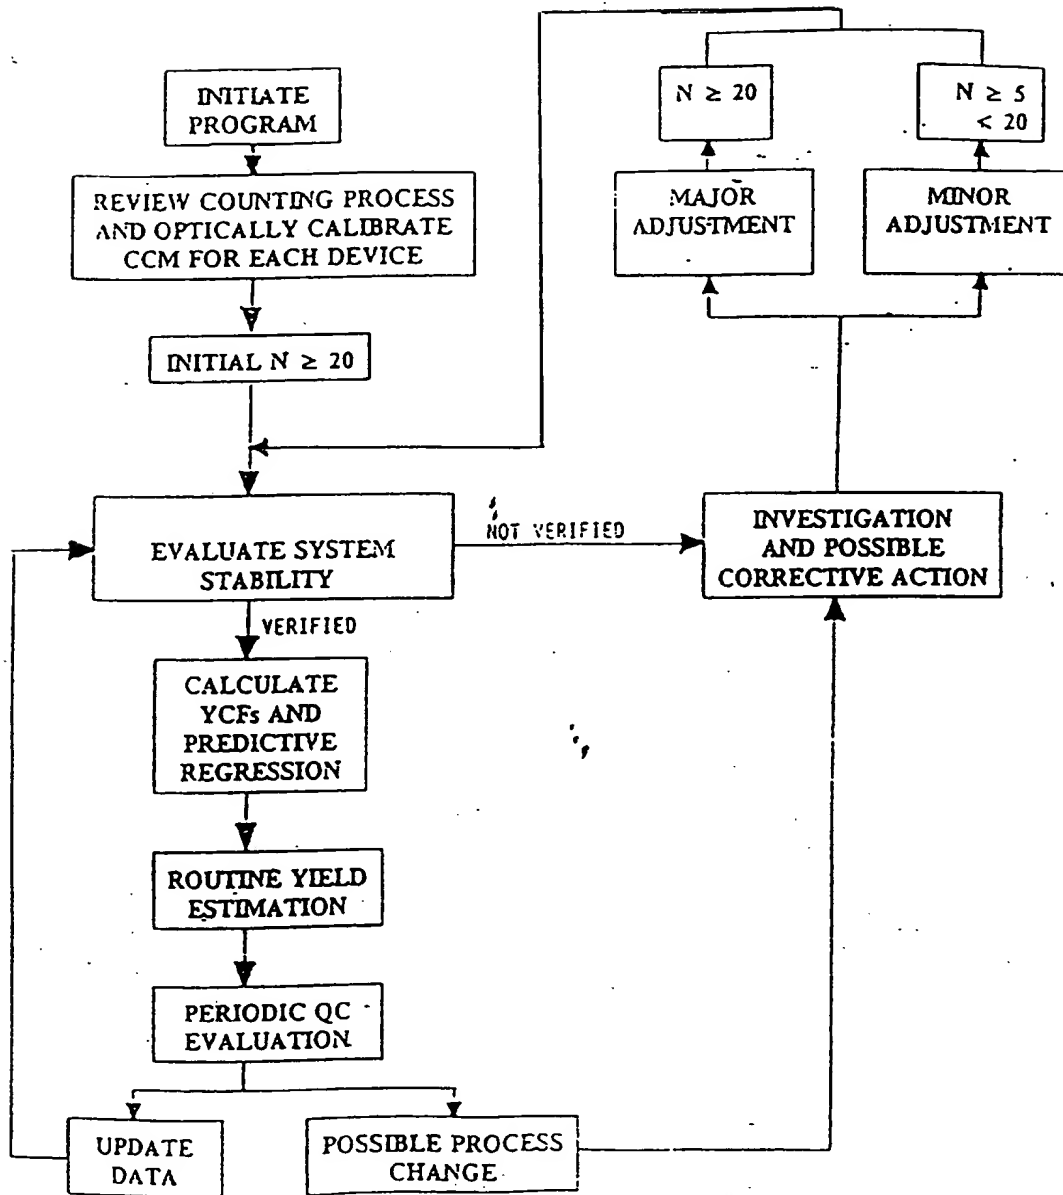 INITIATE
PROGRAM
REVIEW COUNTING PROCESS
AND OPTICALLY CALIBRATE
CCM FOR EACH DEVICE
INITIAL N ≥ 20
N ≥ 20
N ≥ 5
< 20
MAJOR
ADJUSTMENT
MINOR
ADJUSTMENT
EVALUATE SYSTEM
STABILITY
NOT VERIFIED
INVESTIGATION
AND POSSIBLE
CORRECTIVE ACTION
VERIFIED
CALCULATE
YCFs AND
PREDICTIVE
REGRESSION
ROUTINE YIELD
ESTIMATION
PERIODIC QC
EVALUATION
UPDATE
DATA
POSSIBLE PROCESS
CHANGE